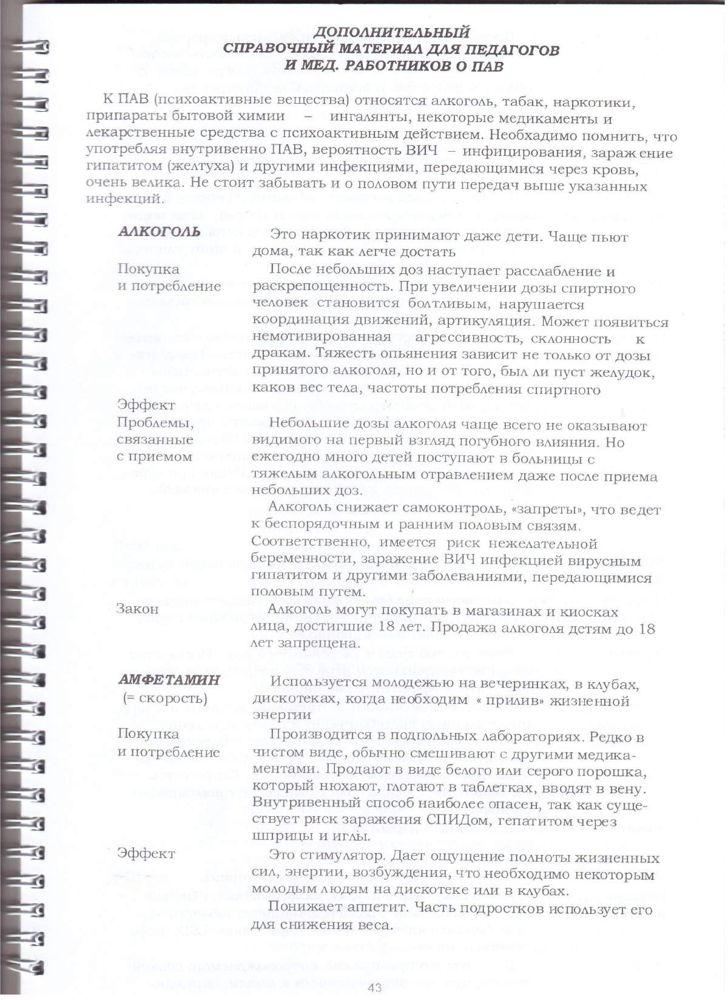 ДОПОЛНИТЕЛЬНЫЙ
СПРАВОЧНЫЙ МАТЕРИАЛ ДЛЯ ПЕДАГОГОВ
И МЕД. РАБОТНИКОВ О ПАВ
К ПАВ (психоактивные вещества) относятся алкоголь, табак, наркотики,
припараты бытовой химии – ингалянты, некоторые медикаменты и
лекарственные средства с психоактивным действием. Необхадимо помнить, что
употребляя внутривенно ПАВ, вероятность ВИЧ – инфицирования, заражение
гипатитом (желтуха) и другими инфекциями, передающимися через кровь,
очень велика. Не стоит забывать и о половом пути передач выше указанных
инфекций.
АЛКОГОЛЬ
Это наркотик принимают даже дети. Чаще пьют
дома, так как легче достать
Покупка
и потребление
После небольших доз наступает расслабление и
раскрепощенность. При увеличении дозы спиртного
человек становится болтливым, нарушается
координация движений, артикуляция. Может появиться
немотивированная агрессивность, склонность к
дракам. Тяжесть опьянения зависит не только от дозы
принятого алкоголя, но и от того, был ли пуст желудок,
каков вес тела, частоты потребления спиртного
Эффект
Проблемы,
связанные
с приемом
Небольшие дозы алкоголя чаще всего не оказывают
видимого на первый взгляд погубного влияния. Но
ежегодно много детей поступают в больницы с
тяжелым алкогольным отравлением даже после приема
небольших доз.
Алкоголь снижает самоконтроль, «запреты», что ведет
к беспорядочным и ранним половым связям.
Соответственно, имеется риск нежелательной
беременности, заражение ВИЧ инфекцией вирусным
гипатитом и другими заболеваниями, передающимися
половым путем.
Закон
Алкоголь могут покупать в магазинах и киосках
лица, достигшие 18 лет. Продажа алкоголя детям до 18
лет запрещена.
АМФЕТАМИН
(= скорость)
Используется молодежью на вечеринках, в клубах,
дискотеках, когда необходим « прилив» жизненной
энергии
Покупка
и потребление
Производится в подпольных лабораториях. Редко в
чистом виде, обычно смешивают с другими медика-
ментами. Продают в виде белого или серого порошка,
который нюхают, глотают в таблетках, вводят в вену.
Внутривенный способ наиболее опасен, так как суще-
ствует риск заражения СПИДом, гепатитом через
шприцы и иглы.
Эффект
Это стимулятор. Дает ощущение полноты жизненных
сил, энергии, возбуждения, что необходимо некоторым
молодым людям на дискотеке или в клубах.
Понижает аппетит. Часть подростков использует его
для снижения веса.
43